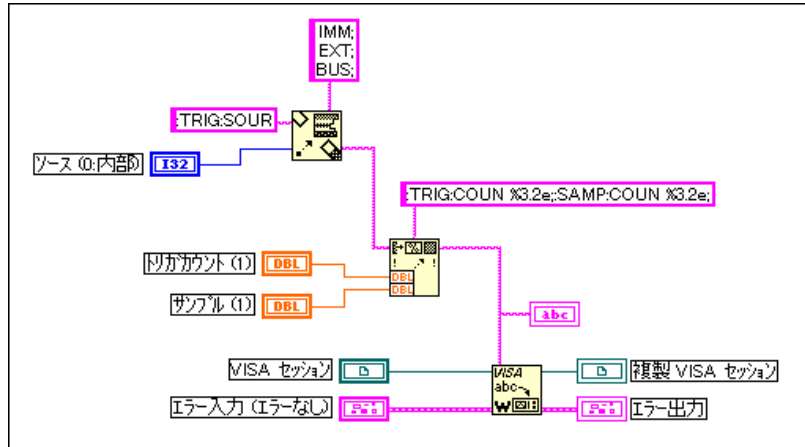 IMM;
EXT;
BUS;
:TRIG:SOUR
ソース (0:内部)
I32
:TRIG:COUN %3.2e;:SAMP:COUN %3.2e;
トリガカウント (1)
DBL
DBL
DBL
サンプル (1)
DBL
abc
VISA セッション
VISA
abc
W
複製 VISA セッション
エラー入力 (エラーなし)
エラー出力